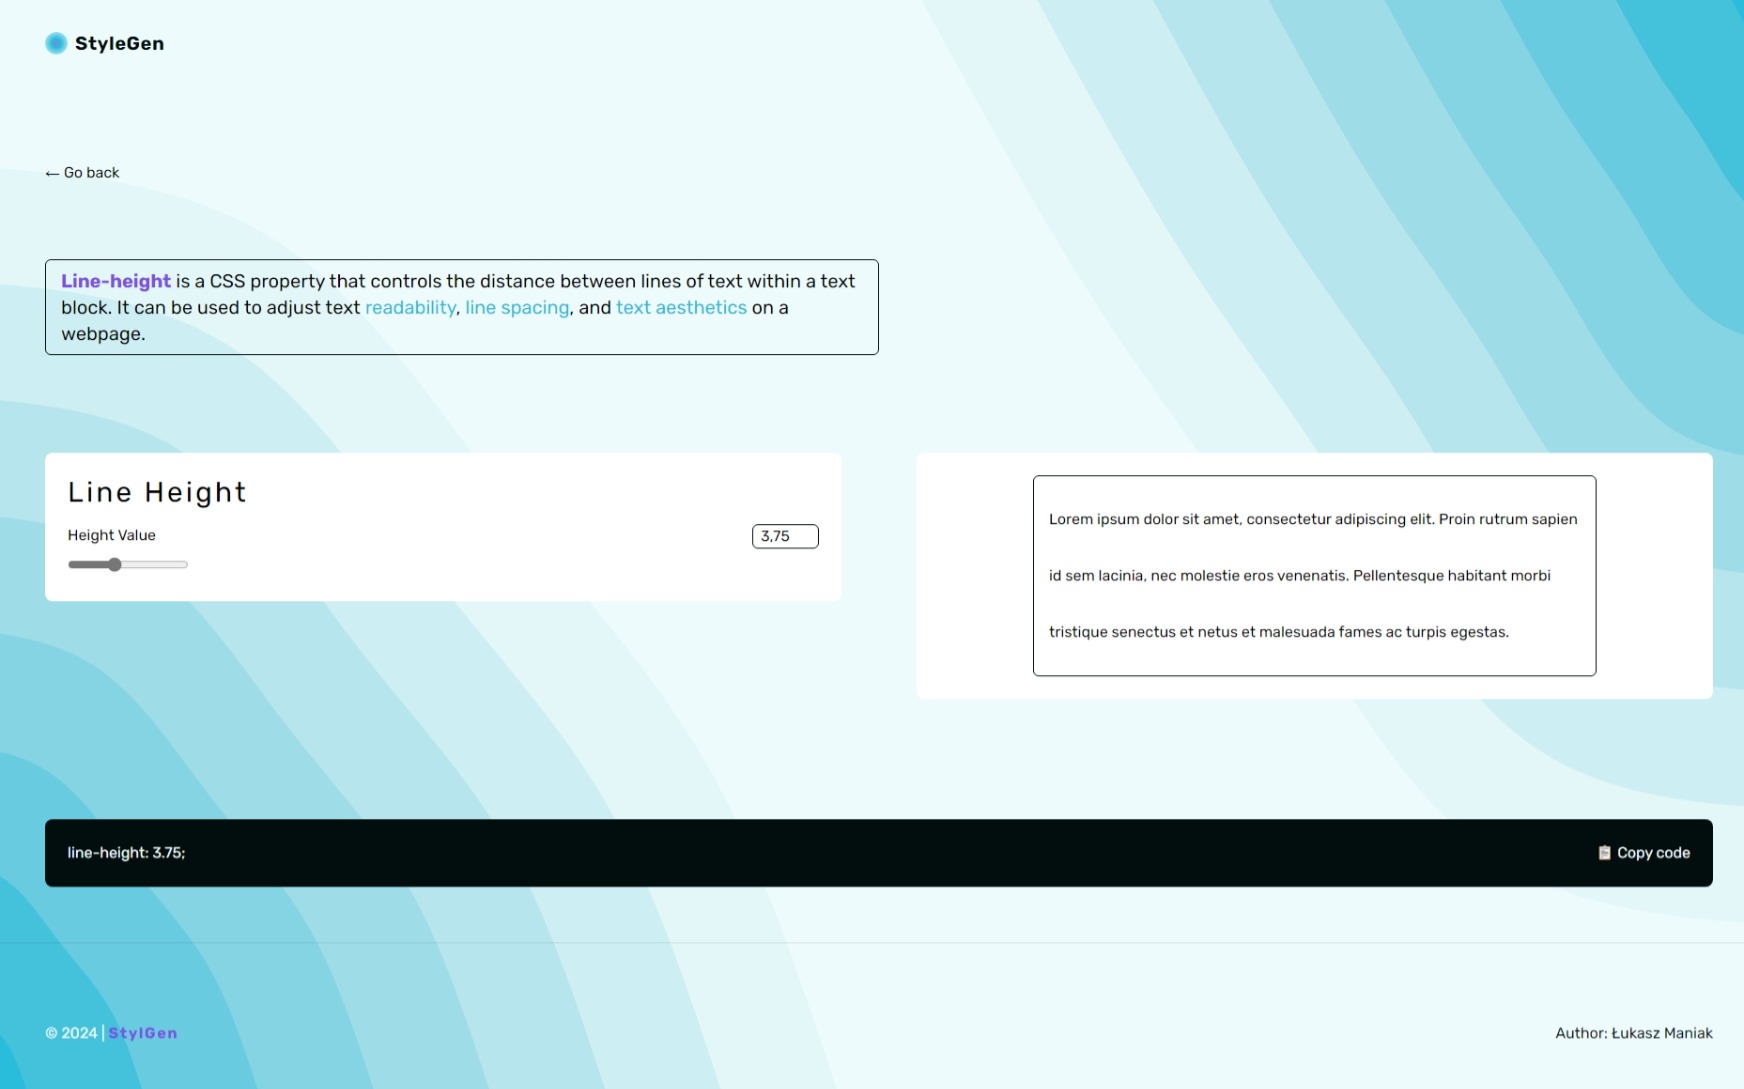 StyleGen
← Go back
Line-height is a CSS property that controls the distance between lines of text within a text
block. It can be used to adjust text readability, line spacing, and text aesthetics on a
webpage.
Line Height
Height Value
3,75
Lorem ipsum dolor sit amet, consectetur adipiscing elit. Proin rutrum sapien
id sem lacinia, nec molestie eros venenatis. Pellentesque habitant morbi
tristique senectus et netus et malesuada fames ac turpis egestas.
line-height: 3.75;
📋 Copy code
© 2024 | StylGen
Author: Łukasz Maniak